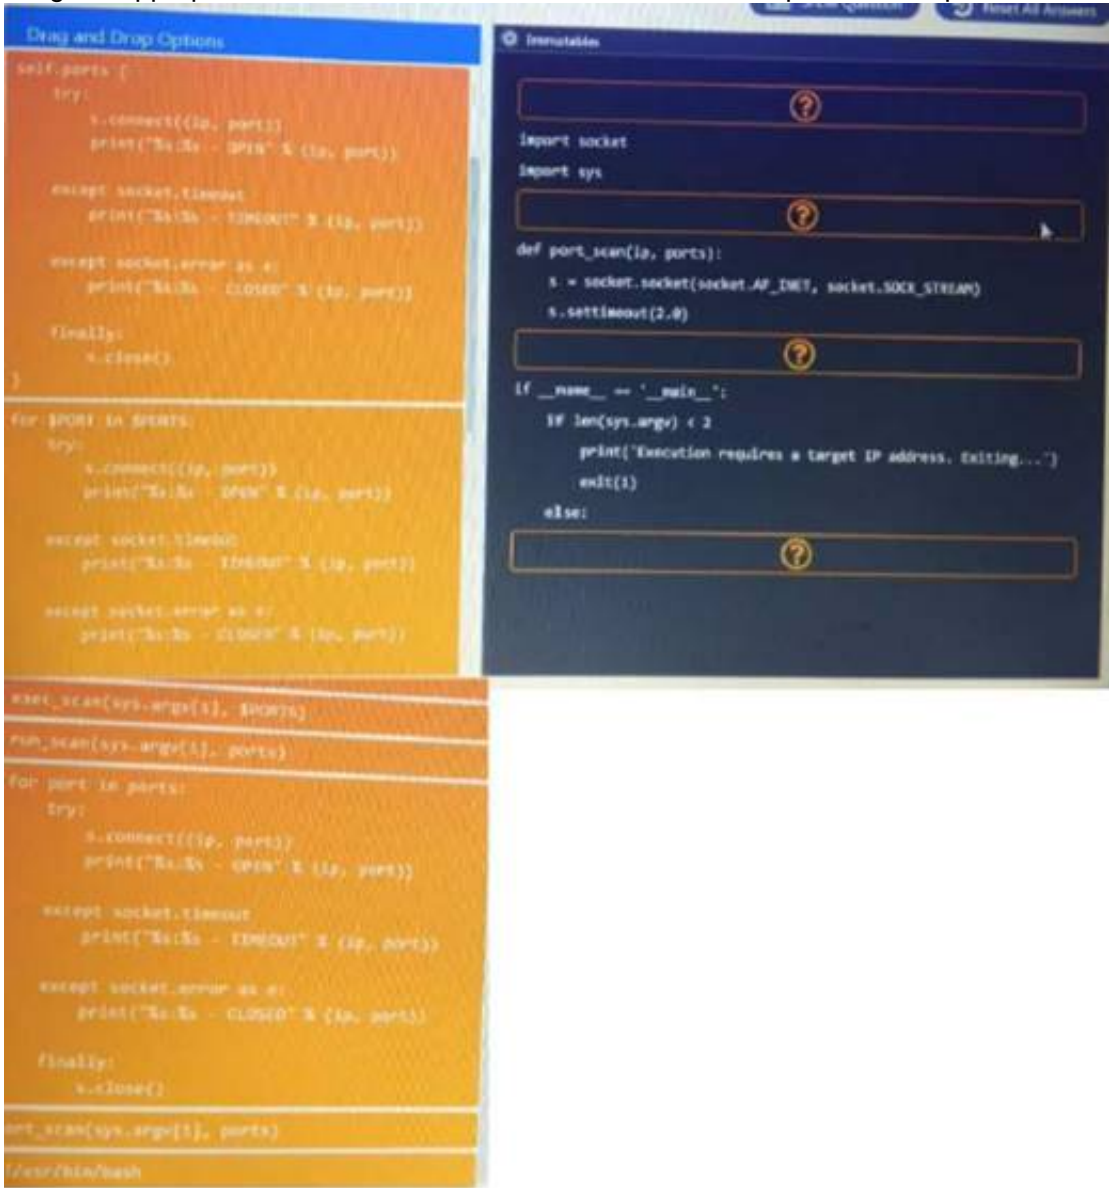 Reset All Answers
Drag and Drop Options
self.ports {
try:
s.connect((ip, port))
print("%s:%s - OPEN" % (ip, port))
except socket.timeout
print("%s:%s - TIMEOUT" % (ip, port))
except socket.error as e:
print("%s:%s - CLOSED" % (ip, port))
finally:
s.close()
}
for $PORT in $PORTS:
try:
s.connect((ip, port))
print("%s:%s - OPEN" % (ip, port))
except socket.timeout
print("%s:%s - TIMEOUT" % (ip, port))
except socket.error as e:
print("%s:%s - CLOSED" % (ip, port))
Immutables
?
import socket
import sys
?
def port_scan(ip, ports):
s = socket.socket(socket.AF_INET, socket.SOCK_STREAM)
s.settimeout(2.0)
?
if __name__ == '__main__':
if len(sys.argv) < 2
print('Execution requires a target IP address. Exiting...')
exit(1)
else:
?
exec_scan(sys.argv[1], $PORTS)
run_scan(sys.argv[1], ports)
for port in ports:
try:
s.connect((ip, port))
print("%s:%s - OPEN" % (ip, port))
except socket.timeout
print("%s:%s - TIMEOUT" % (ip, port))
except socket.error as e:
print("%s:%s - CLOSED" % (ip, port))
finally:
s.close()
ort_scan(sys.argv[1], ports)
/usr/bin/bash